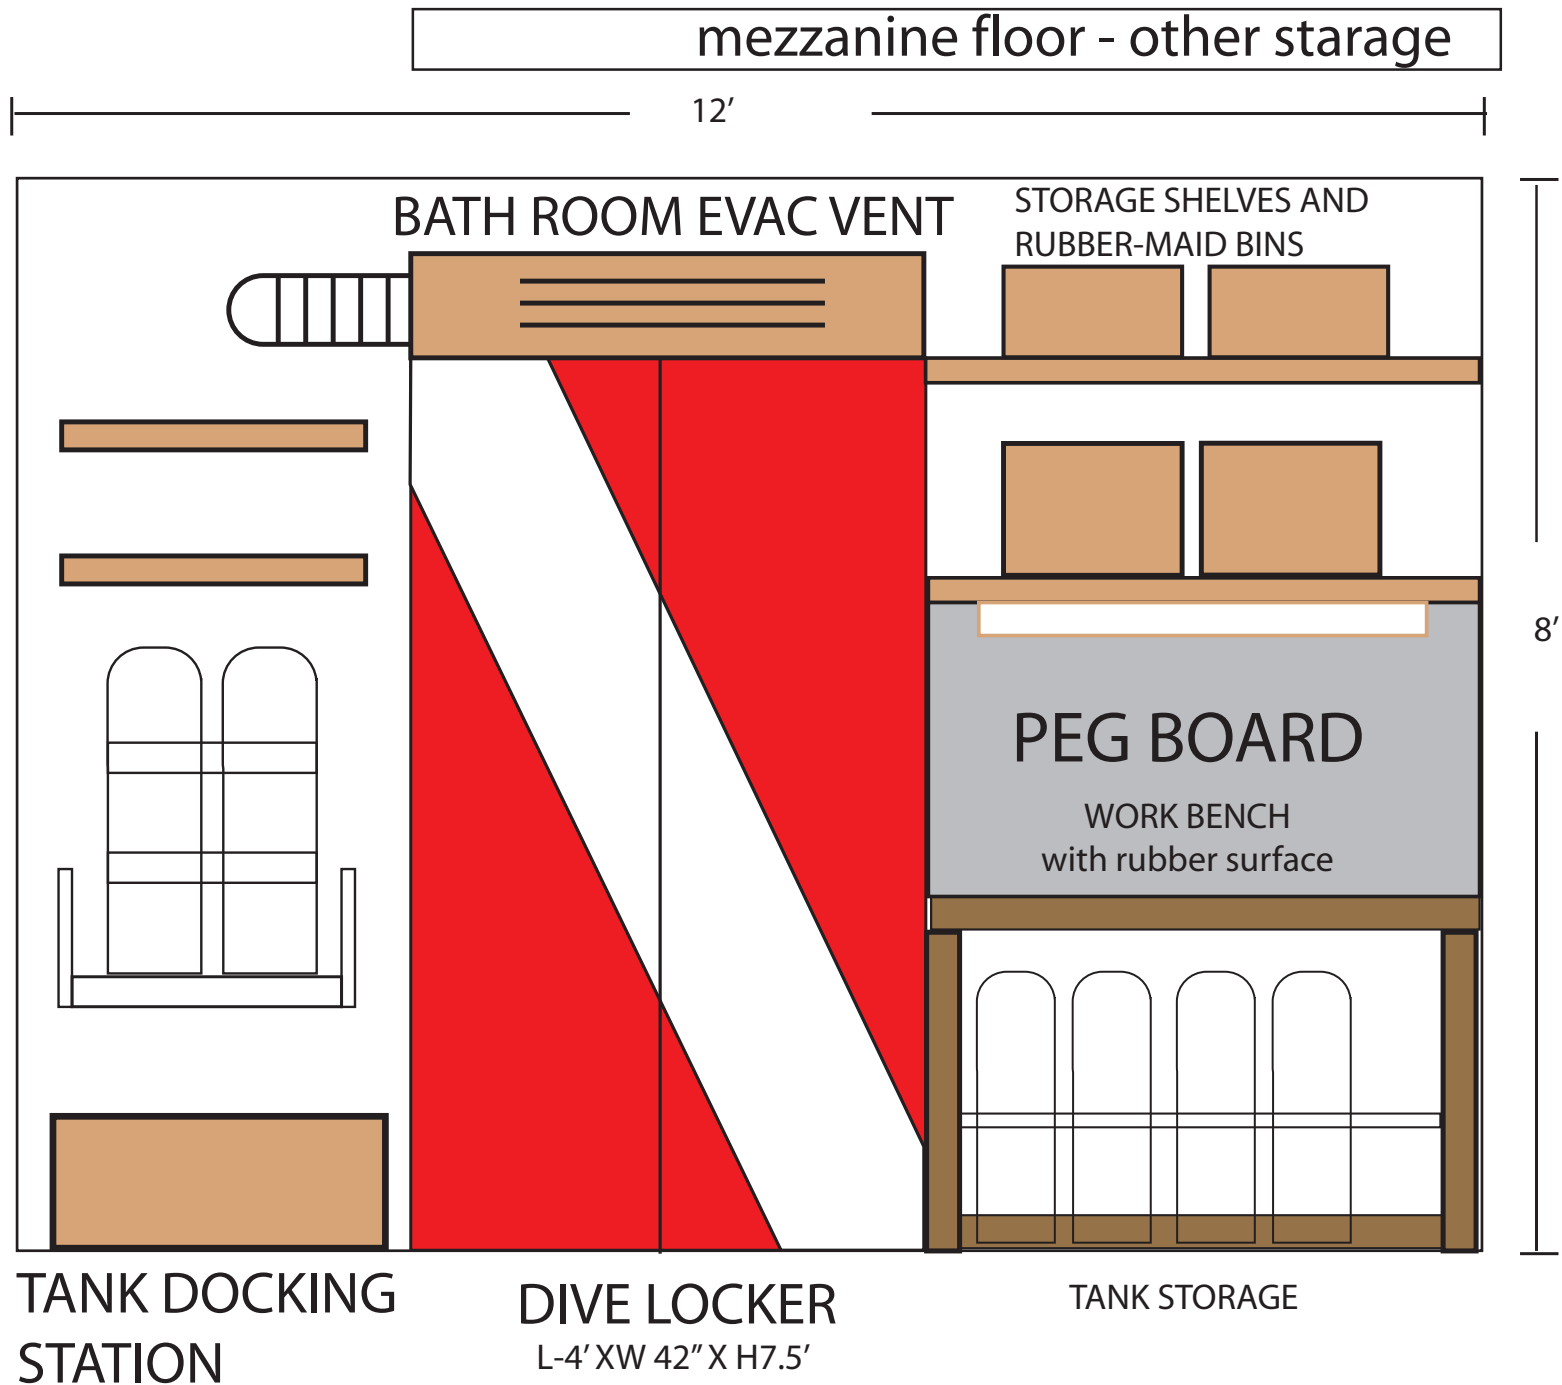 mezzanine floor - other starage
12'
BATH ROOM EVAC VENT
STORAGE SHELVES AND
RUBBER-MAID BINS
8'
PEG BOARD
WORK BENCH
with rubber surface
TANK DOCKING
STATION
DIVE LOCKER
L-4' XW 42" X H7.5'
TANK STORAGE